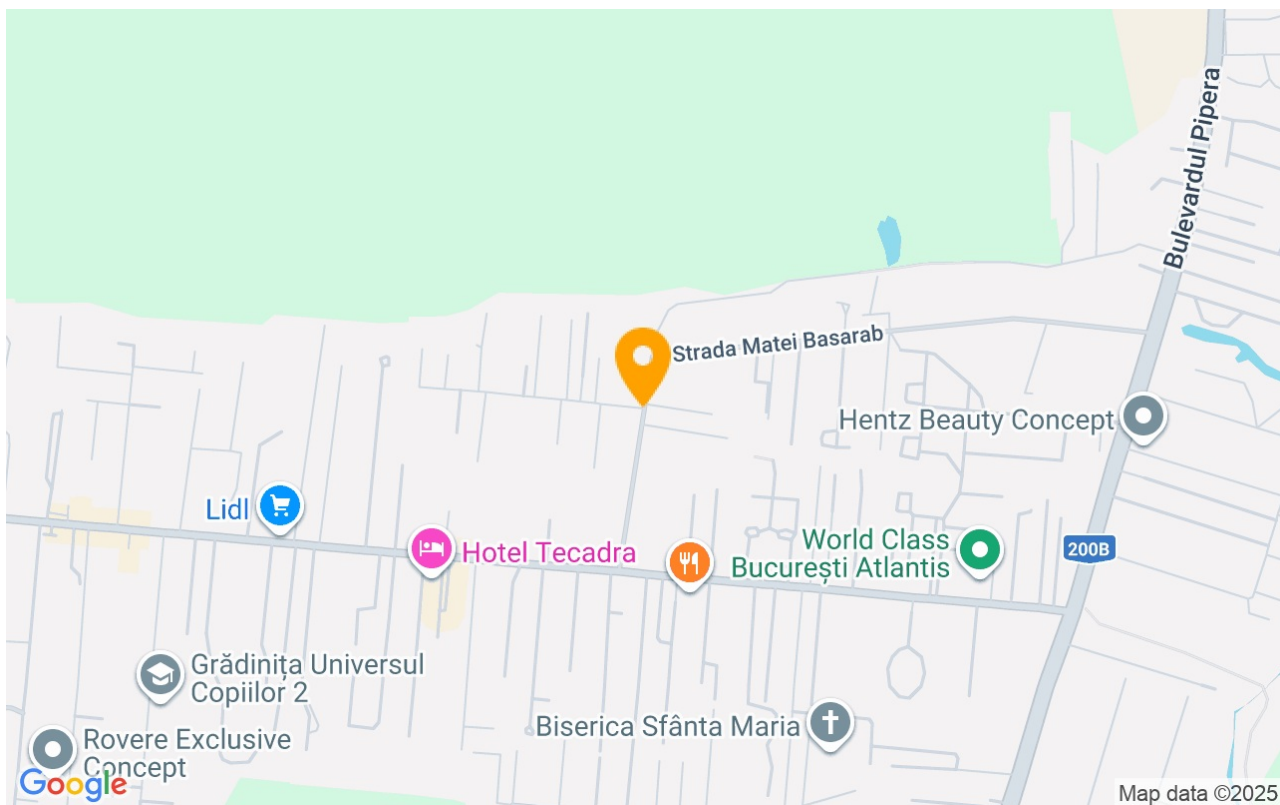 Bulevardul Pipera
Strada Matei Basarab
Hentz Beauty Concept
Lidl
Hotel Tecadra
World Class
București Atlantis
200B
Grădinița Universul
Copiilor 2
Biserica Sfânta Maria
Rovere Exclusive
Concept
Google
Map data ©2025